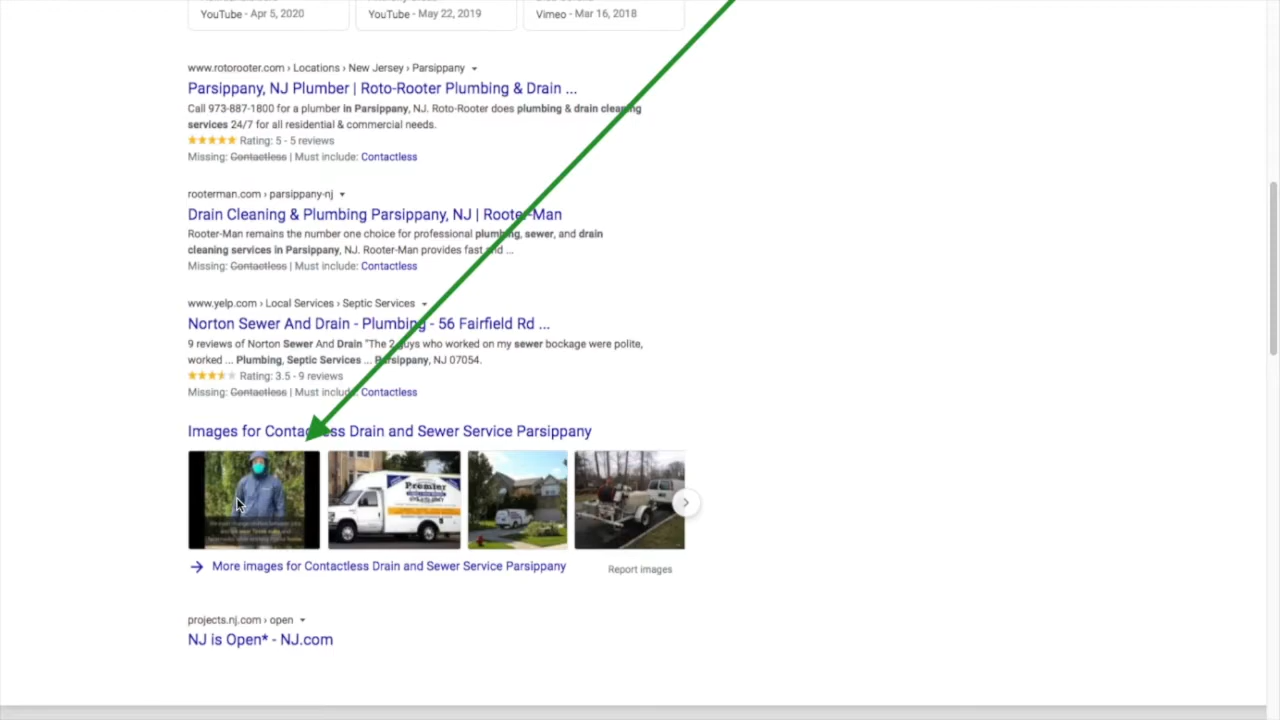 YouTube - Apr 5, 2020
YouTube - May 22, 2019
Vimeo - Mar 16, 2018
www.rotorooter.com › Locations › New Jersey › Parsippany
Parsippany, NJ Plumber | Roto-Rooter Plumbing & Drain ...
Call 973-887-1800 for a plumber in Parsippany, NJ. Roto-Rooter does plumbing & drain cleaning
services 24/7 for all residential & commercial needs.
Rating: 5 - 5 reviews
Missing: Contactless | Must include: Contactless
rooterman.com › parsippany-nj
Drain Cleaning & Plumbing Parsippany, NJ | Rooter-Man
Rooter-Man remains the number one choice for professional plumbing, sewer, and drain
cleaning services in Parsippany, NJ. Rooter-Man provides fast and ...
Missing: Contactless | Must include: Contactless
www.yelp.com › Local Services › Septic Services
Norton Sewer And Drain - Plumbing - 56 Fairfield Rd ...
9 reviews of Norton Sewer And Drain "The 2 guys who worked on my sewer bockage were polite,
worked ... Plumbing, Septic Services ... Parsippany, NJ 07054.
Rating: 3.5 - 9 reviews
Missing: Contactless | Must include: Contactless
Images for Contactless Drain and Sewer Service Parsippany
Premier
More images for Contactless Drain and Sewer Service Parsippany
Report images
projects.nj.com › open
NJ is Open* - NJ.com